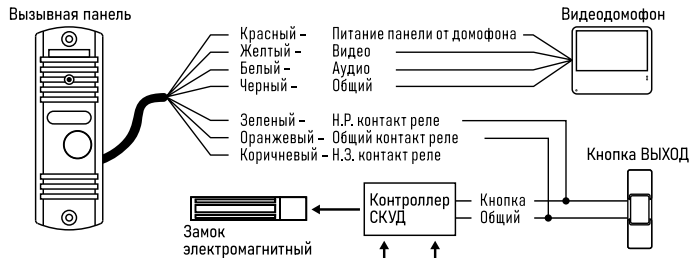 Вызывная панель
Видеодомофон
Красный – Питание панели от домофона
Желтый – Видео
Белый – Аудио
Черный – Общий
Зеленый – Н.Р. контакт реле
Оранжевый – Общий контакт реле
Коричневый – Н.З. контакт реле
Кнопка ВЫХОД
Контроллер
СКУД
Кнопка
Общий
Замок
электромагнитный